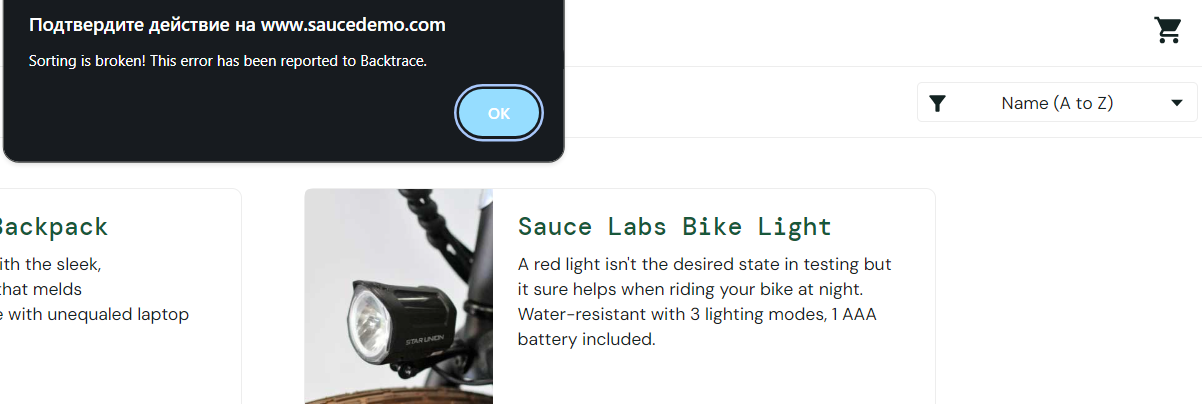 Подтвердите действие на www.saucedemo.com
Sorting is broken! This error has been reported to Backtrace.
OK
Name (A to Z)
Backpack
ith the sleek,
that melds
e with unequaled laptop
Sauce Labs Bike Light
A red light isn't the desired state in testing but
it sure helps when riding your bike at night.
Water-resistant with 3 lighting modes, 1 AAA
battery included.
STAR UNION